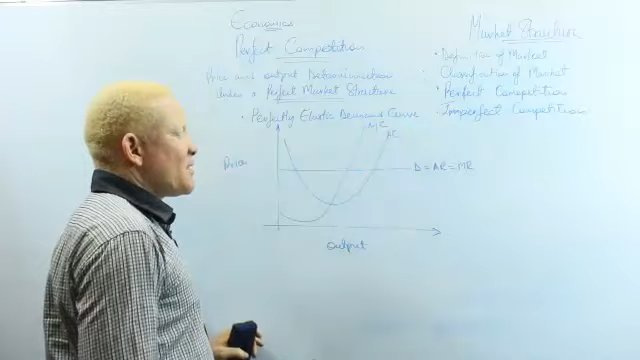 Economics
Perfect Competition
Price and output Determination
Under a Perfect Market Structure
• Perfectly Elastic Demand Curve
MC
AC
Price
D = AR = MR
output
Market Structure
• Definition of Market
• Classification of Market
• Perfect Competition
• Imperfect Competition